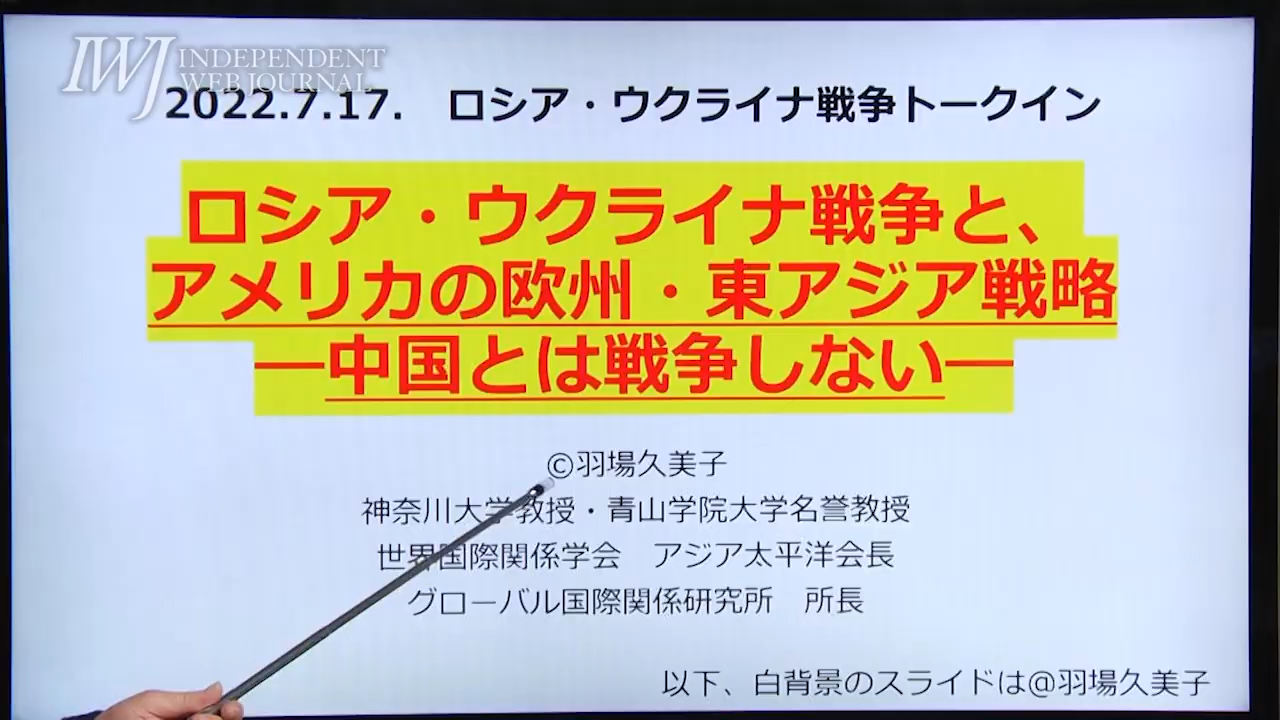 IWJ INDEPENDENT
WEB JOURNAL
2022.7.17. ロシア・ウクライナ戦争トークイン
ロシア・ウクライナ戦争と、
アメリカの欧州・東アジア戦略
―中国とは戦争しない―
©羽場久美子
神奈川大学教授・青山学院大学名誉教授
世界国際関係学会 アジア太平洋会長
グローバル国際関係研究所 所長
以下、白背景のスライドは@羽場久美子